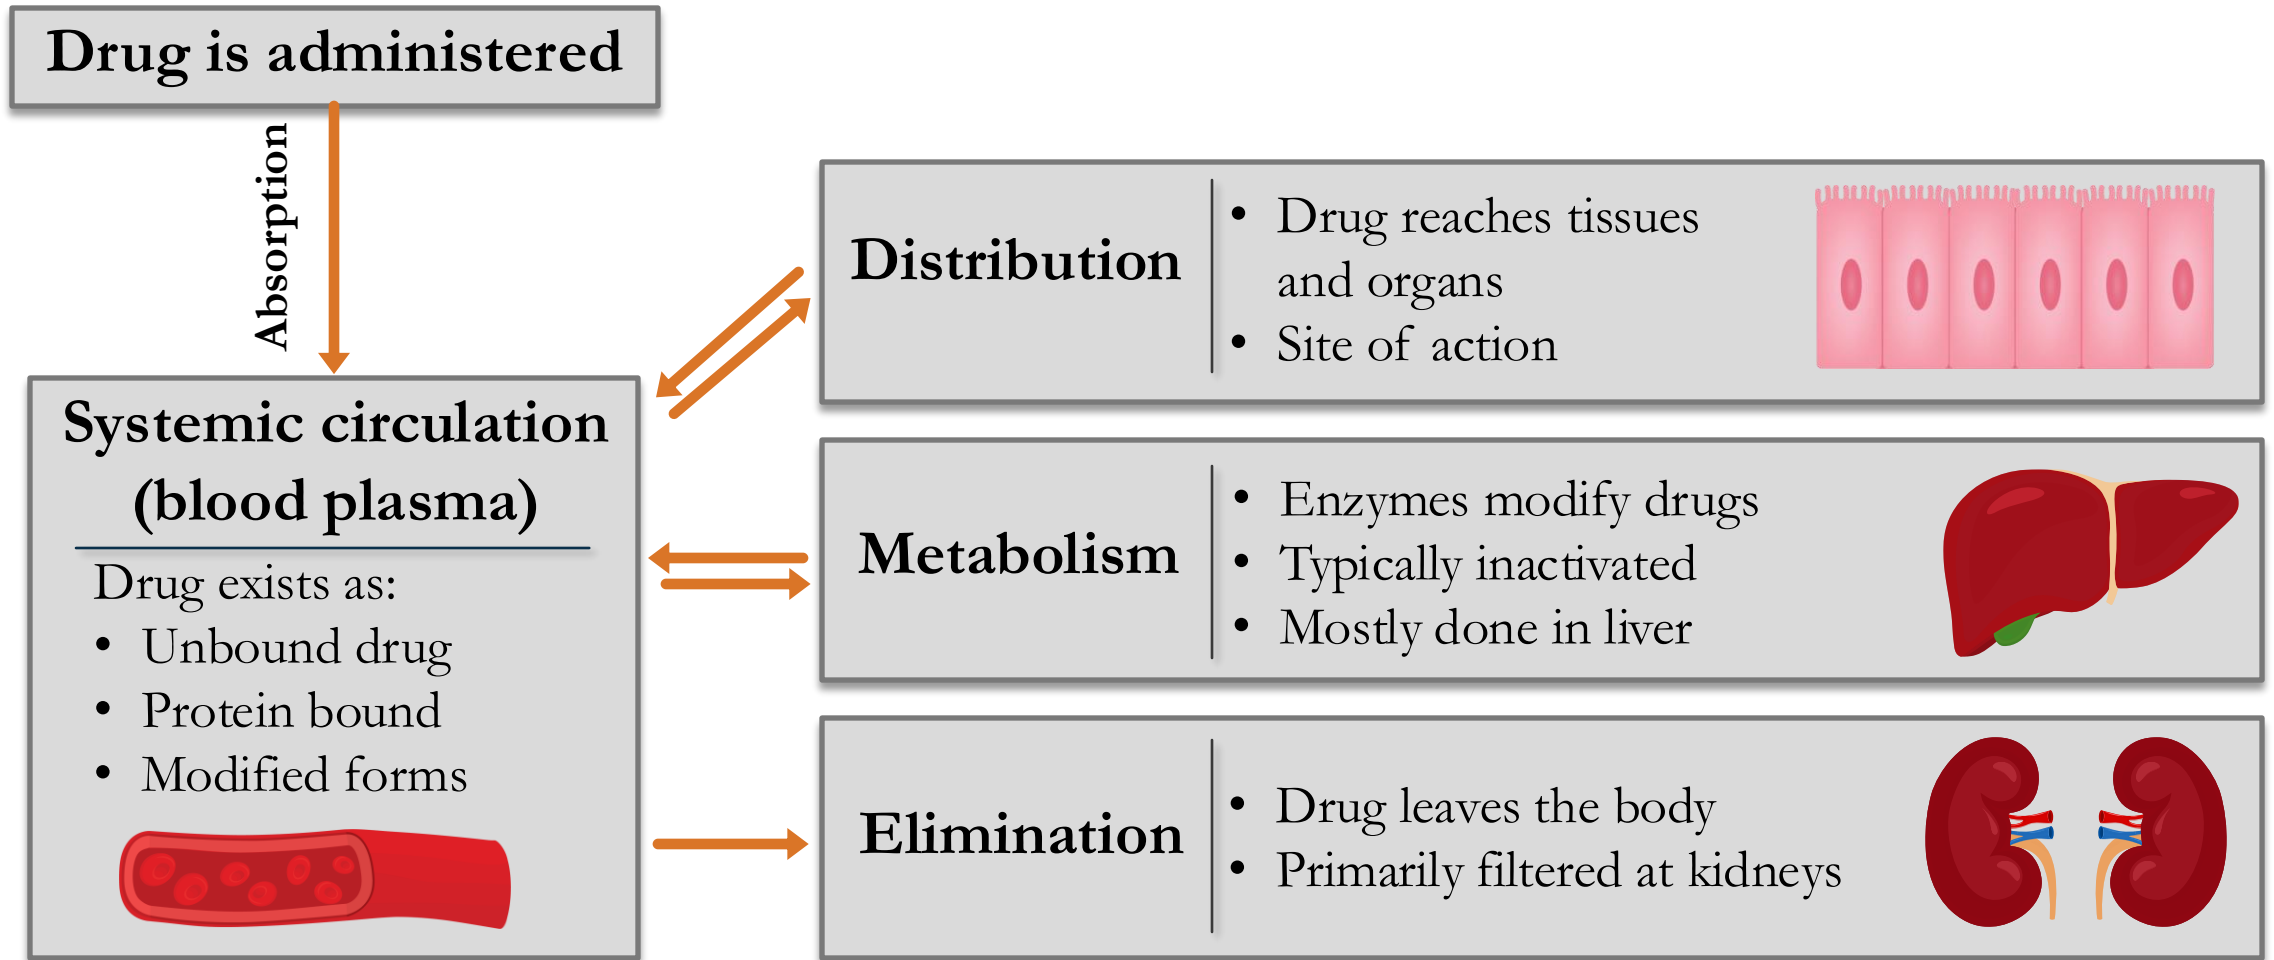 Drug is administered
Absorption
Systemic circulation
(blood plasma)
Drug exists as:
• Unbound drug
• Protein bound
• Modified forms
Distribution
• Drug reaches tissues
and organs
• Site of action
Metabolism
• Enzymes modify drugs
• Typically inactivated
• Mostly done in liver
Elimination
• Drug leaves the body
• Primarily filtered at kidneys